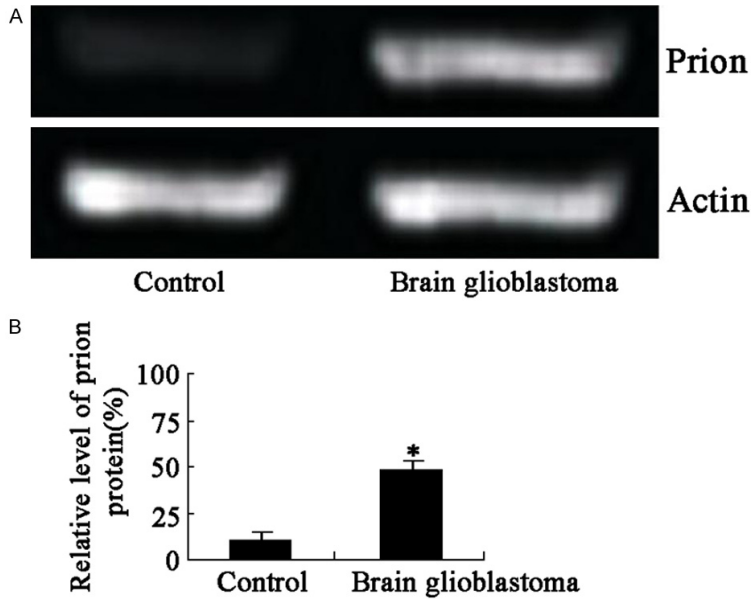 A
Prion
Actin
Control
Brain glioblastoma
B
Relative level of prion
protein(%)
100
75
50
25
0
*
Control
Brain glioblastoma